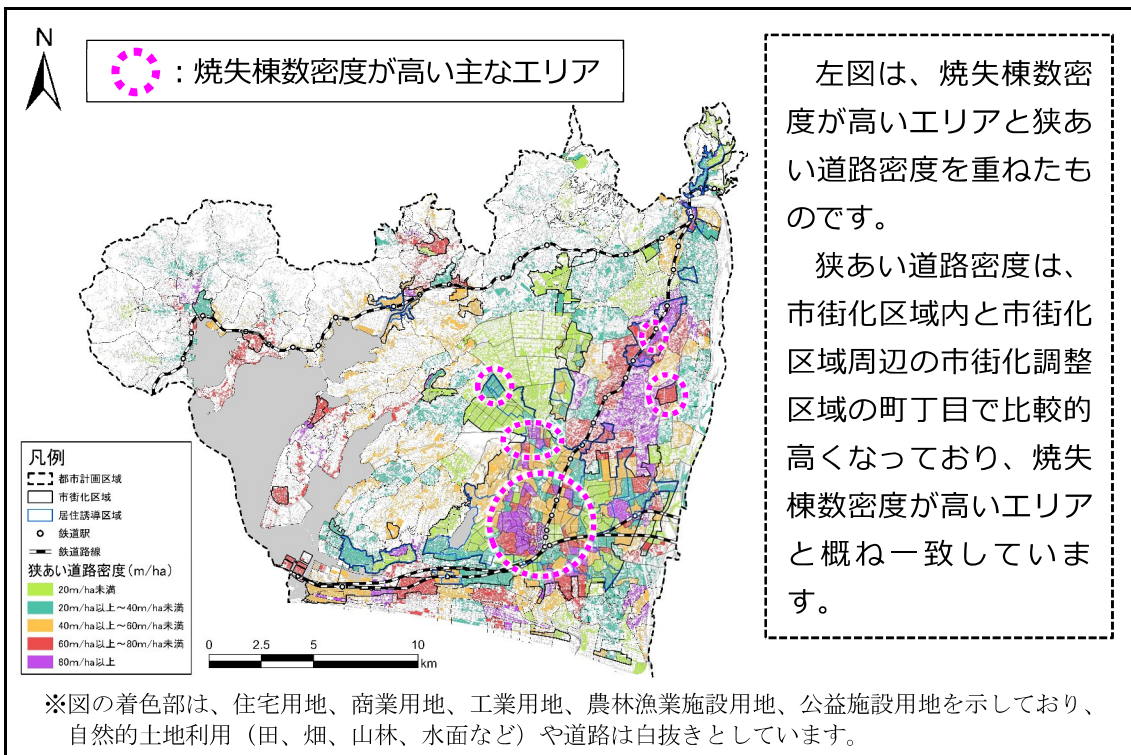 N
：焼失棟数密度が高い主なエリア
左図は、焼失棟数密
度が高いエリアと狭あ
い道路密度を重ねたも
のです。
狭あい道路密度は、
市街化区域内と市街化
区域周辺の市街化調整
区域の町丁目で比較的
高くなっており、焼失
棟数密度が高いエリア
と概ね一致していま
す。
凡例
都市計画区域
市街化区域
居住誘導区域
鉄道駅
鉄道路線
狭あい道路密度(m/ha)
20m/ha未満
20m/ha以上～40m/ha未満
40m/ha以上～60m/ha未満
60m/ha以上～80m/ha未満
80m/ha以上
0 2.5 5 10
km
※図の着色部は、住宅用地、商業用地、工業用地、農林漁業施設用地、公益施設用地を示しており、
自然的土地利用（田、畑、山林、水面など）や道路は白抜きとしています。